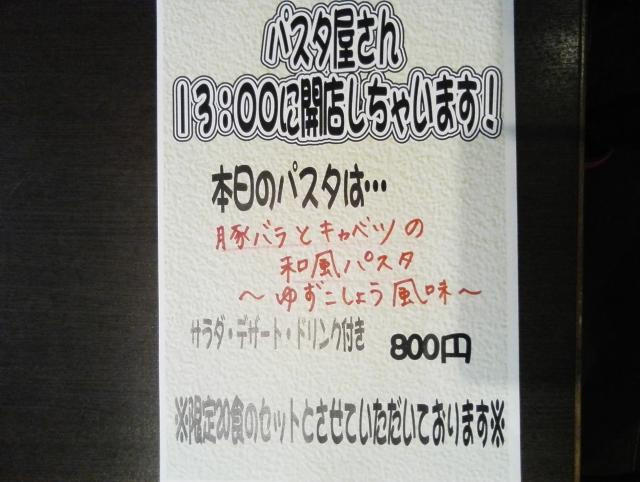 パスタ屋さん
13:00に開店しちゃいます!
本日のパスタは…
豚バラとキャベツの
和風パスタ
～ゆずこしょう風味～
サラダ・デザート・ドリンク付き 800円
※限定20食のセットとさせていただいております※